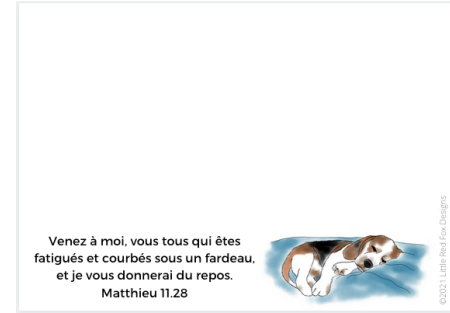 Venez à moi, vous tous qui êtes
fatigués et courbés sous un fardeau,
et je vous donnerai du repos.
Matthieu 11.28
©2021 Little Red Fox Designs